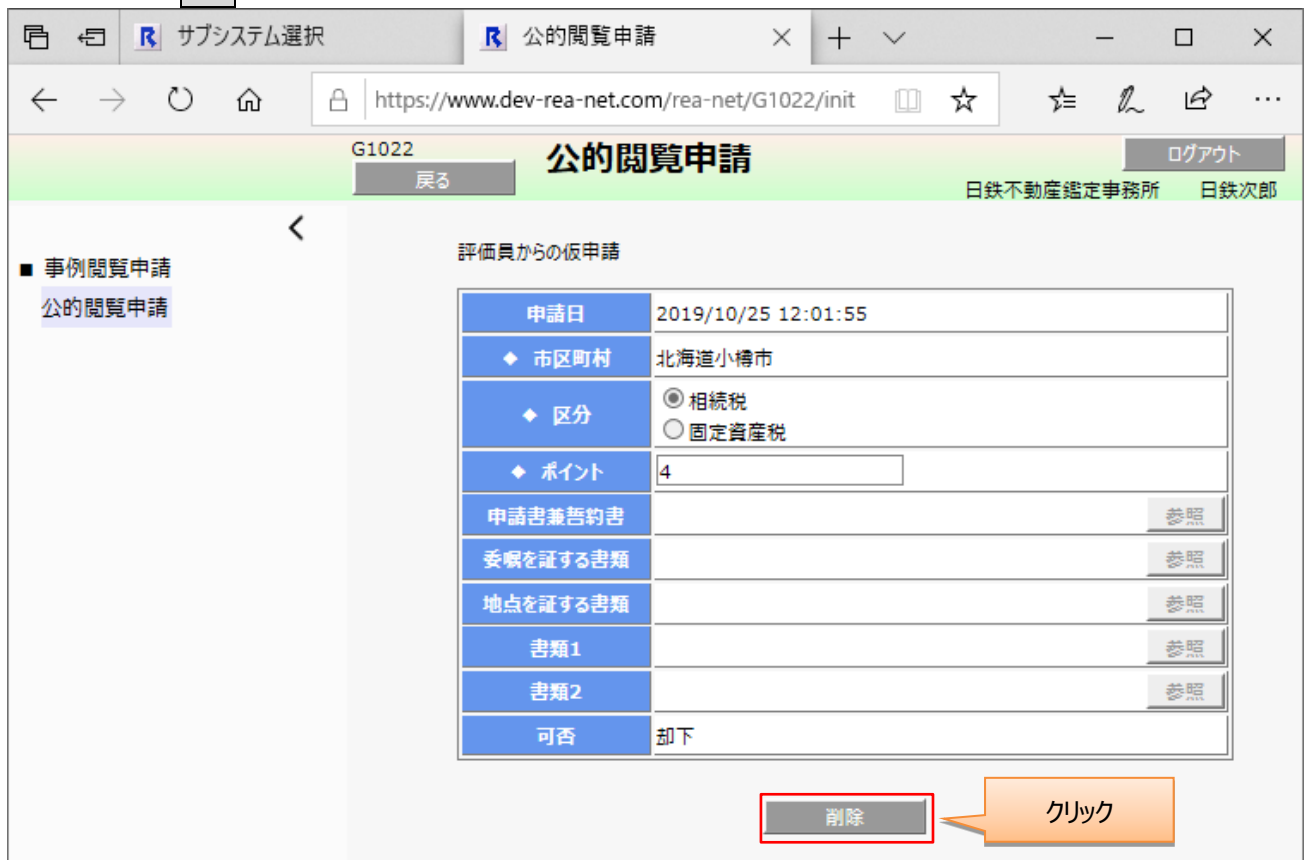 サブシステム選択
公的閲覧申請
https://www.dev-rea-net.com/rea-net/G1022/init
G1022
戻る
公的閲覧申請
ログアウト
日鉄不動産鑑定事務所 日鉄次郎
■ 事例閲覧申請
公的閲覧申請
評価員からの仮申請
申請日 2019/10/25 12:01:55
◆ 市区町村 北海道小樽市
◆ 区分 相続税
固定資産税
◆ ポイント 4
申請書兼誓約書 参照
委嘱を証する書類 参照
地点を証する書類 参照
書類1 参照
書類2 参照
可否 却下
削除
クリック